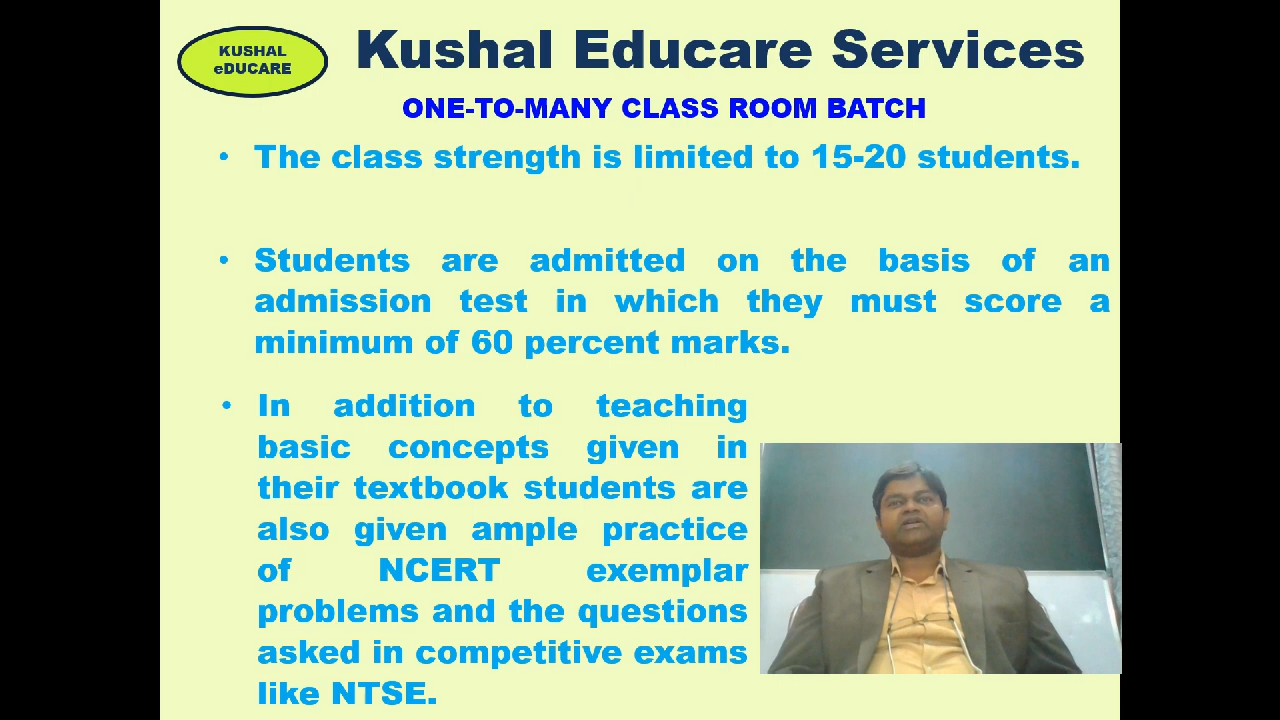 KUSHAL
eDUCARE
Kushal Educare Services
ONE-TO-MANY CLASS ROOM BATCH
• The class strength is limited to 15-20 students.
• Students are admitted on the basis of an
admission test in which they must score a
minimum of 60 percent marks.
• In addition to teaching
basic concepts given in
their textbook students are
also given ample practice
of NCERT exemplar
problems and the questions
asked in competitive exams
like NTSE.